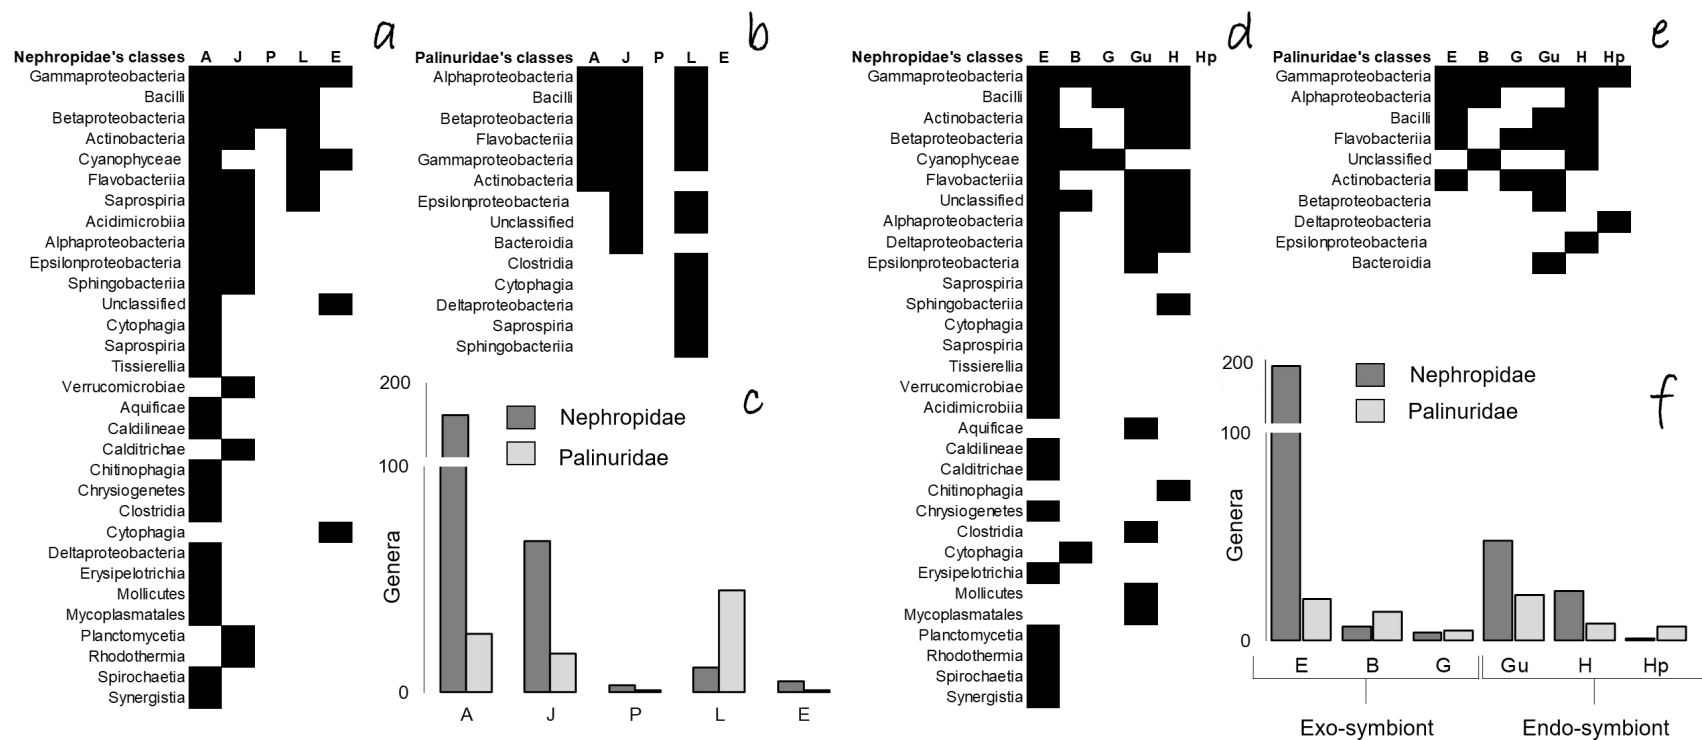 a
Nephropidae's classes A J P L E
Gammaproteobacteria
Bacilli
Betaproteobacteria
Actinobacteria
Cyanophyceae
Flavobacteriia
Saprospiria
Acidimicrobiia
Alphaproteobacteria
Epsilonproteobacteria
Sphingobacteriia
Unclassified
Cytophagia
Saprospiria
Tissierellia
Verrucomicrobiae
Aquificae
Caldilineae
Calditrichae
Chitinophagia
Chrysiogenetes
Clostridia
Cytophagia
Deltaproteobacteria
Erysipelotrichia
Mollicutes
Mycoplasmatales
Planctomycetia
Rhodothermia
Spirochaetia
Synergistia
b
Palinuridae's classes A J P L E
Alphaproteobacteria
Bacilli
Betaproteobacteria
Flavobacteriia
Gammaproteobacteria
Actinobacteria
Epsilonproteobacteria
Unclassified
Bacteroidia
Clostridia
Cytophagia
Deltaproteobacteria
Saprospiria
Sphingobacteriia
c
200
100
0
Genera
Nephropidae
Palinuridae
A J P L E
d
Nephropidae's classes E B G Gu H Hp
Gammaproteobacteria
Bacilli
Actinobacteria
Betaproteobacteria
Cyanophyceae
Flavobacteriia
Unclassified
Alphaproteobacteria
Deltaproteobacteria
Epsilonproteobacteria
Saprospiria
Sphingobacteriia
Cytophagia
Saprospiria
Tissierellia
Verrucomicrobiae
Acidimicrobiia
Aquificae
Caldilineae
Calditrichae
Chitinophagia
Chrysiogenetes
Clostridia
Cytophagia
Erysipelotrichia
Mollicutes
Mycoplasmatales
Planctomycetia
Rhodothermia
Spirochaetia
Synergistia
e
Palinuridae's classes E B G Gu H Hp
Gammaproteobacteria
Alphaproteobacteria
Bacilli
Flavobacteriia
Unclassified
Actinobacteria
Betaproteobacteria
Deltaproteobacteria
Epsilonproteobacteria
Bacteroidia
f
200
100
0
Genera
Nephropidae
Palinuridae
E B G Gu H Hp
Exo-symbiont Endo-symbiont